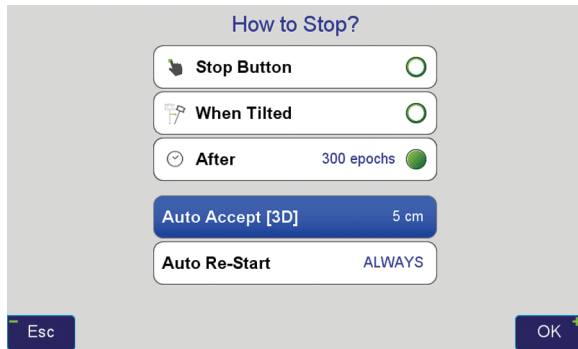 How to Stop?
Stop Button
When Tilted
After 300 epochs
Auto Accept [3D] 5 cm
Auto Re-Start ALWAYS
Esc OK